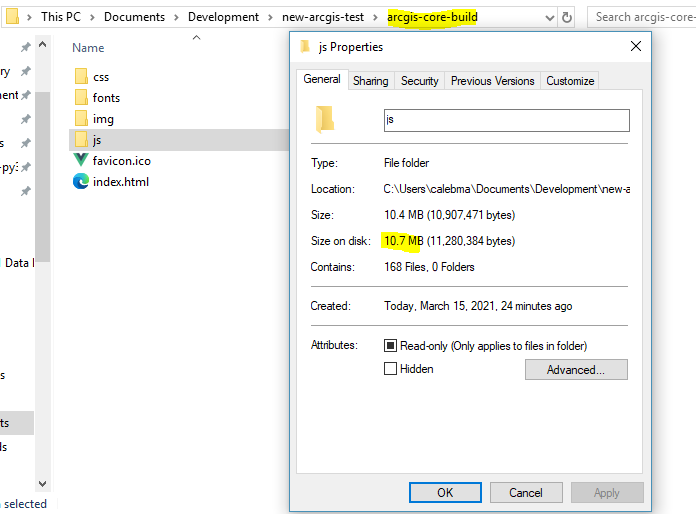 This PC > Documents > Development > new-arcgis-test > arcgis-core-build
Search arcgis-core-
Name
css
fonts
img
js
favicon.ico
index.html
ry
ment
s
-py3
Data
s
ts
ls
selected
js Properties
General
Sharing
Security
Previous Versions
Customize
js
Type: File folder
Location: C:\Users\calebma\Documents\Development\new-a
Size: 10.4 MB (10,907,471 bytes)
Size on disk: 10.7 MB (11,280,384 bytes)
Contains: 168 Files, 0 Folders
Created: Today, March 15, 2021, 24 minutes ago
Attributes: Read-only (Only applies to files in folder)
Hidden
Advanced...
OK
Cancel
Apply